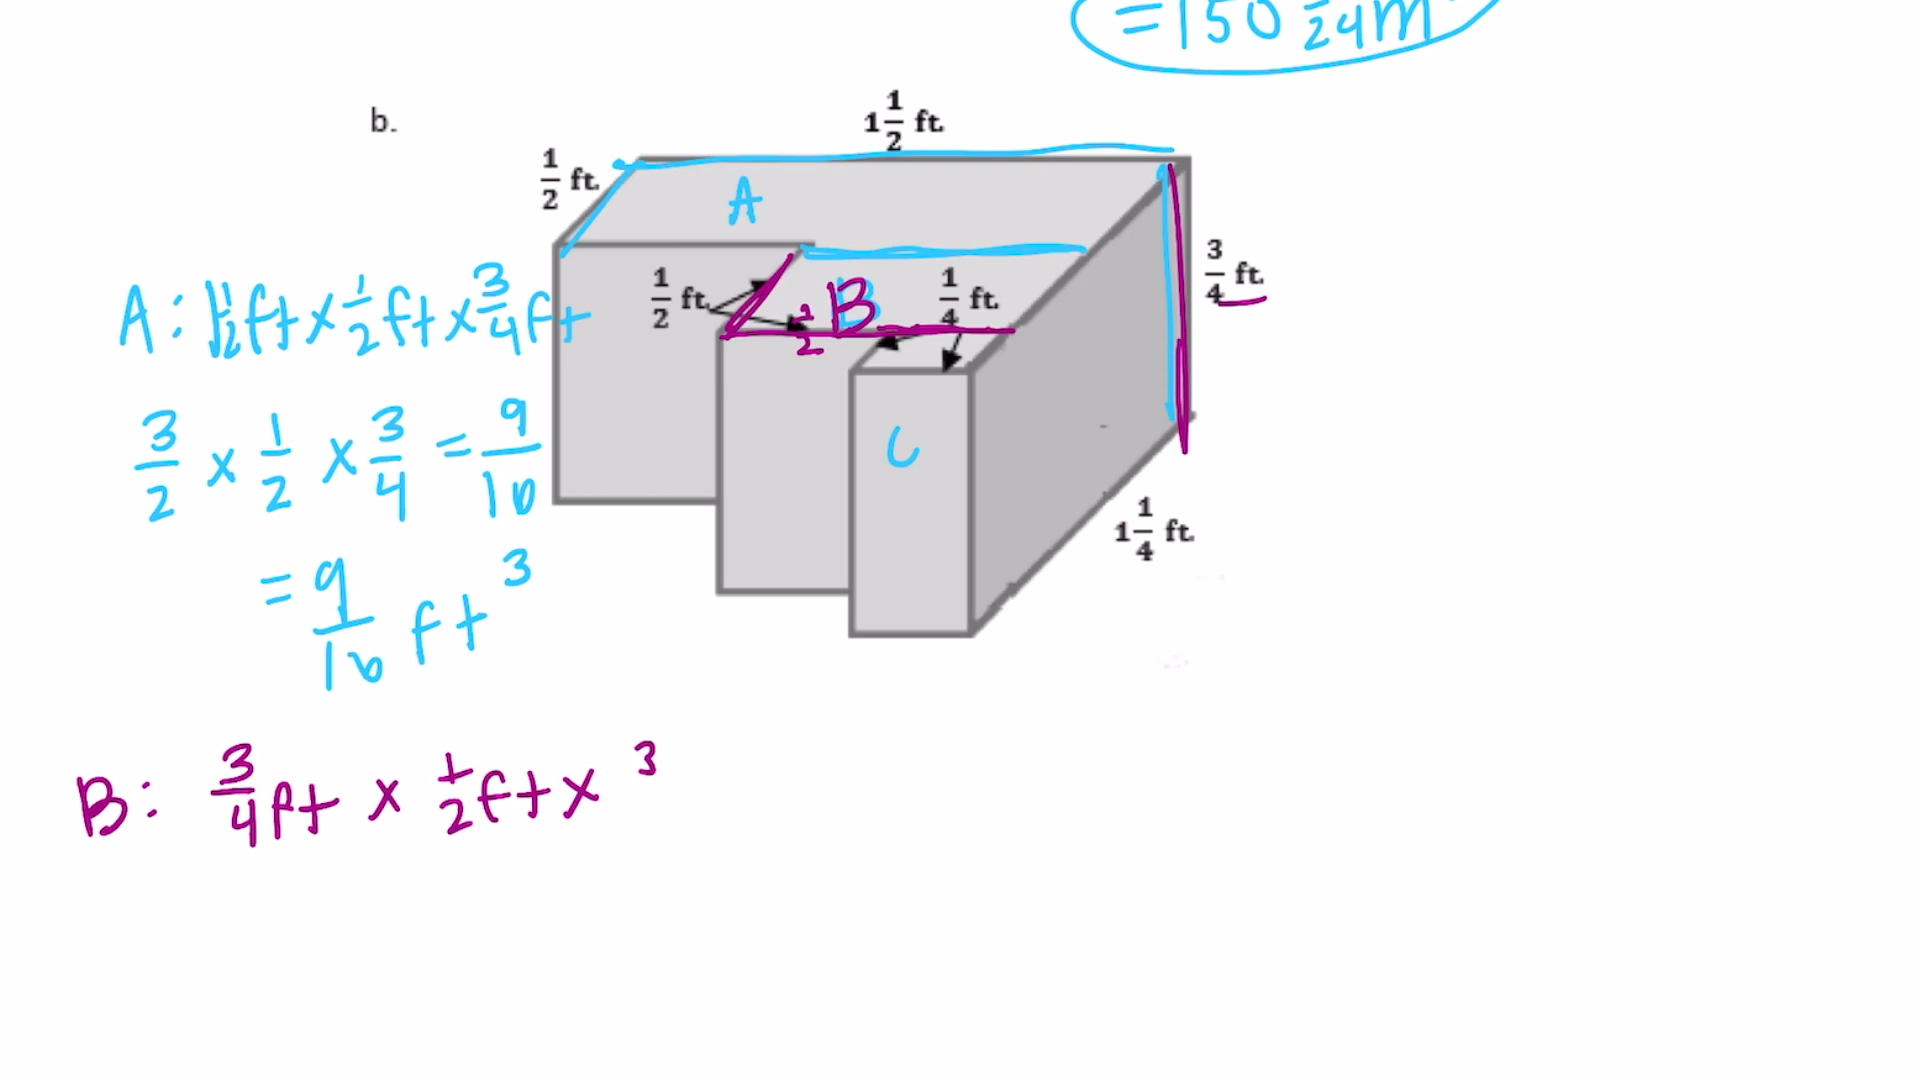 =150 /24 m
b.
1 1/2 ft.
1/2 ft.
A
3/4 ft.
1/2 ft.
B
1/4 ft.
1/2
A: 1 1/2 ft x 1/2 ft x 3/4 ft
C
3/2 x 1/2 x 3/4 = 9/16
1 1/4 ft.
= 9/16 ft 3
B: 3/4 ft x 1/2 ft x 3